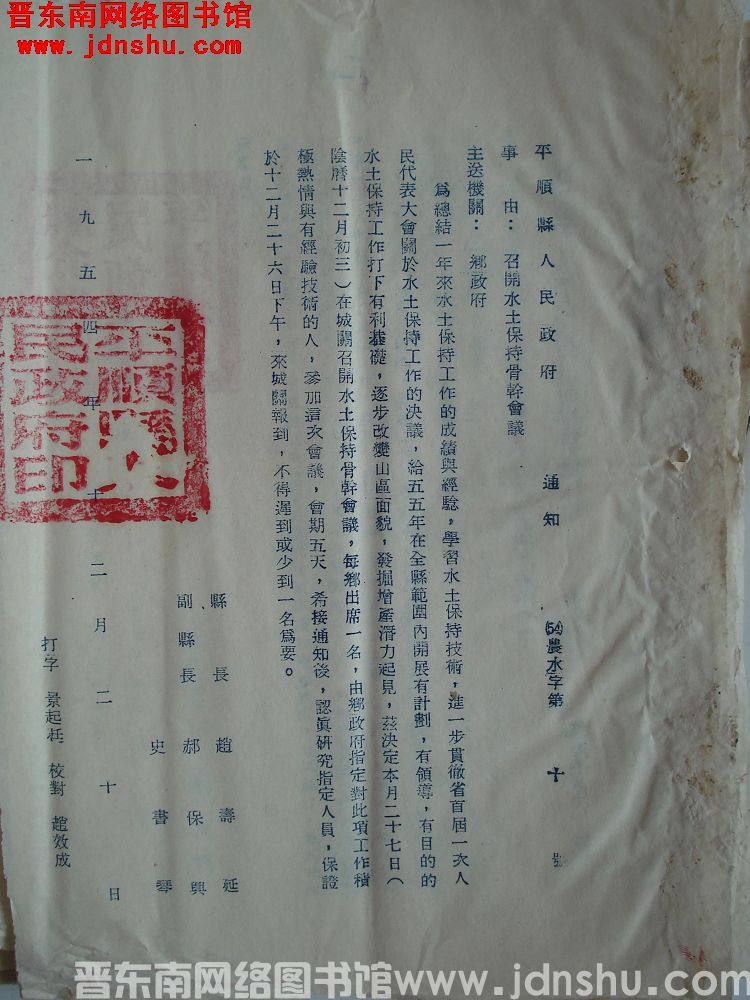 晋东南网络图书馆
www.jdnshu.com
平順縣人民政府 通知 (54)農水字第 十 號
事由：召開水土保持骨幹會議
主送機關：鄉政府
為總結一年來水土保持工作的成績與經驗，學習水土保持技術，進一步貫徹省首屆一次人
民代表大會關於水土保持工作的決議，給五五年在全縣範圍內開展有計劃，有領導，有目的的
水土保持工作打下有利基礎，逐步改變山區面貌，發掘增產潛力起見，茲決定本月二十七日（
陰曆十二月初三）在城關召開水土保持骨幹會議，每鄉出席一名，由鄉政府指定對此項工作積
極熱情與有經驗技術的人，參加這次會議，會期五天，希接通知後，認真研究指定人員，保證
於十二月二十六日下午，來城關報到，不得遲到或少到一名為要。
縣長 趙壽延
副縣長 郝保興
史書琴
一九五四年十二月二十日
平順縣人
民政府印
打字 景起 校對 趙效成
晋东南网络图书馆www.jdnshu.com